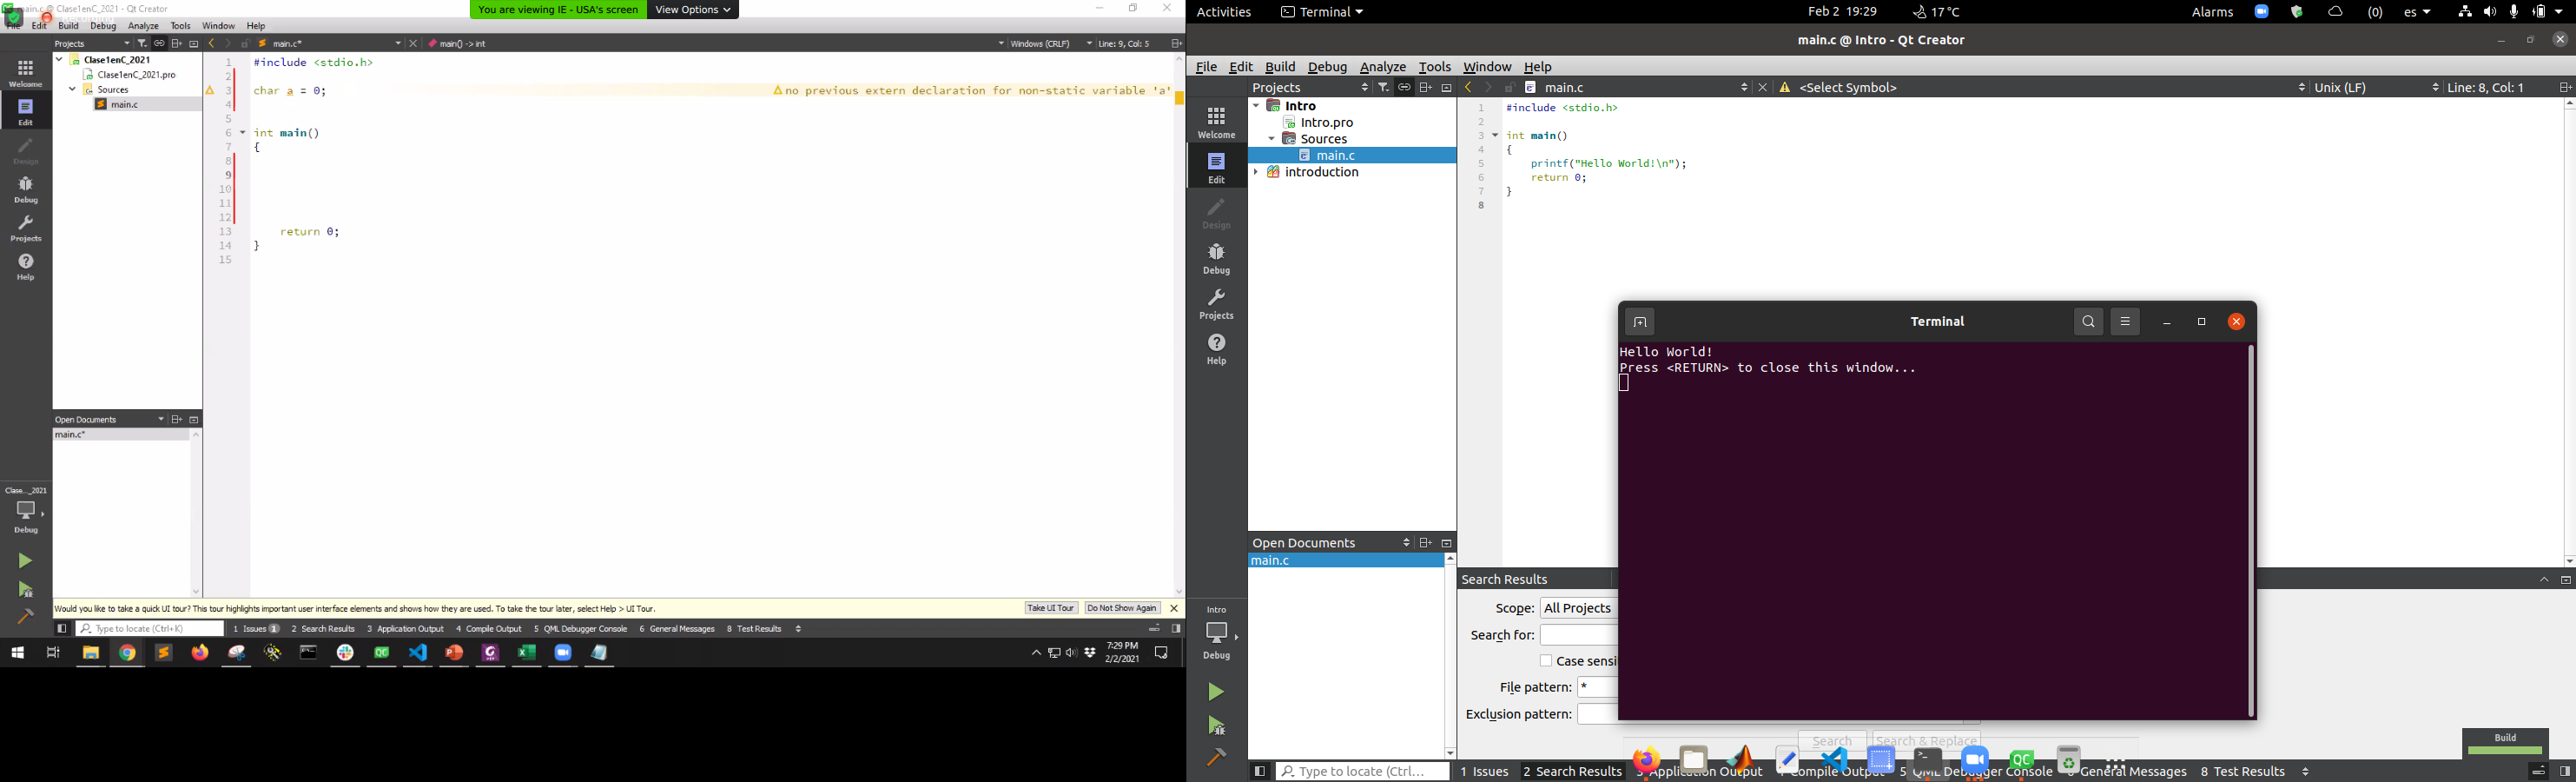 main.c @ Clase1enC_2021 - Qt Creator
You are viewing IE - USA's screen View Options
File Edit Build Debug Analyze Tools Window Help
Projects main.c* main() -> int Windows (CRLF) Line: 9, Col: 5
Clase1enC_2021
Clase1enC_2021.pro
Sources
main.c
Welcome
Edit
Design
Debug
Projects
Help
1 #include <stdio.h>
2
3 char a = 0; no previous extern declaration for non-static variable 'a'
4
5
6 int main()
7 {
8
9
10
11
12
13 return 0;
14 }
15
Open Documents
main.c*
Clase..._2021
Debug
Would you like to take a quick UI tour? This tour highlights important user interface elements and shows how they are used. To take the tour later, select Help > UI Tour. Take UI Tour Do Not Show Again
Type to locate (Ctrl+K) 1 Issues 1 2 Search Results 3 Application Output 4 Compile Output 5 QML Debugger Console 6 General Messages 8 Test Results
7:29 PM
2/2/2021
Activities Terminal Feb 2 19:29 17 °C Alarms (0) es
main.c @ Intro - Qt Creator
File Edit Build Debug Analyze Tools Window Help
Projects main.c <Select Symbol> Unix (LF) Line: 8, Col: 1
Intro
Intro.pro
Sources
main.c
introduction
Welcome
Edit
Design
Debug
Projects
Help
1 #include <stdio.h>
2
3 int main()
4 {
5 printf("Hello World!\n");
6 return 0;
7 }
8
Terminal
Hello World!
Press <RETURN> to close this window...
Open Documents
main.c
Intro
Debug
Search Results
Scope: All Projects
Search for:
Case sensi
File pattern: *
Exclusion pattern:
Search Search & Replace
Build
Type to locate (Ctrl... 1 Issues 2 Search Results 3 Application Output 4 Compile Output 5 QML Debugger Console General Messages 8 Test Results